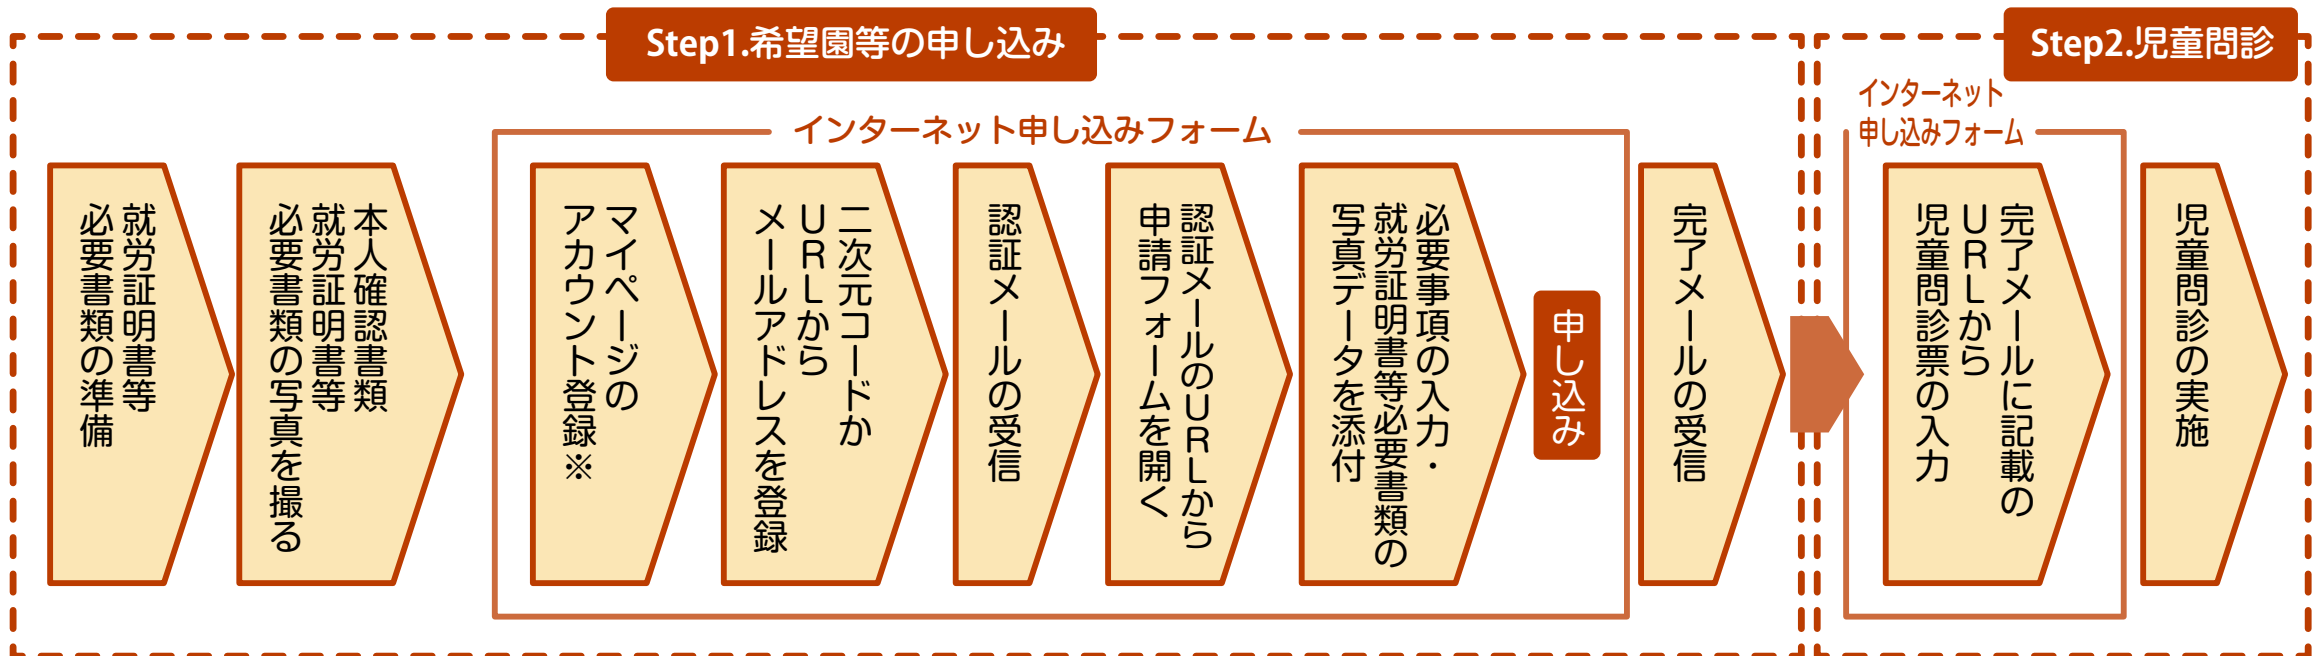 Step1.希望園等の申し込み
就労証明書等
必要書類の準備
本人確認書類
就労証明書等
必要書類の写真を撮る
インターネット申し込みフォーム
マイページの
アカウント登録※
二次元コードか
URLから
メールアドレスを登録
認証メールの受信
認証メールのURLから
申請フォームを開く
必要事項の入力・
就労証明書等必要書類の
写真データを添付
申し込み
完了メールの受信
Step2.児童問診
インターネット
申し込みフォーム
完了メールに記載の
URLから
児童問診票の入力
児童問診の実施